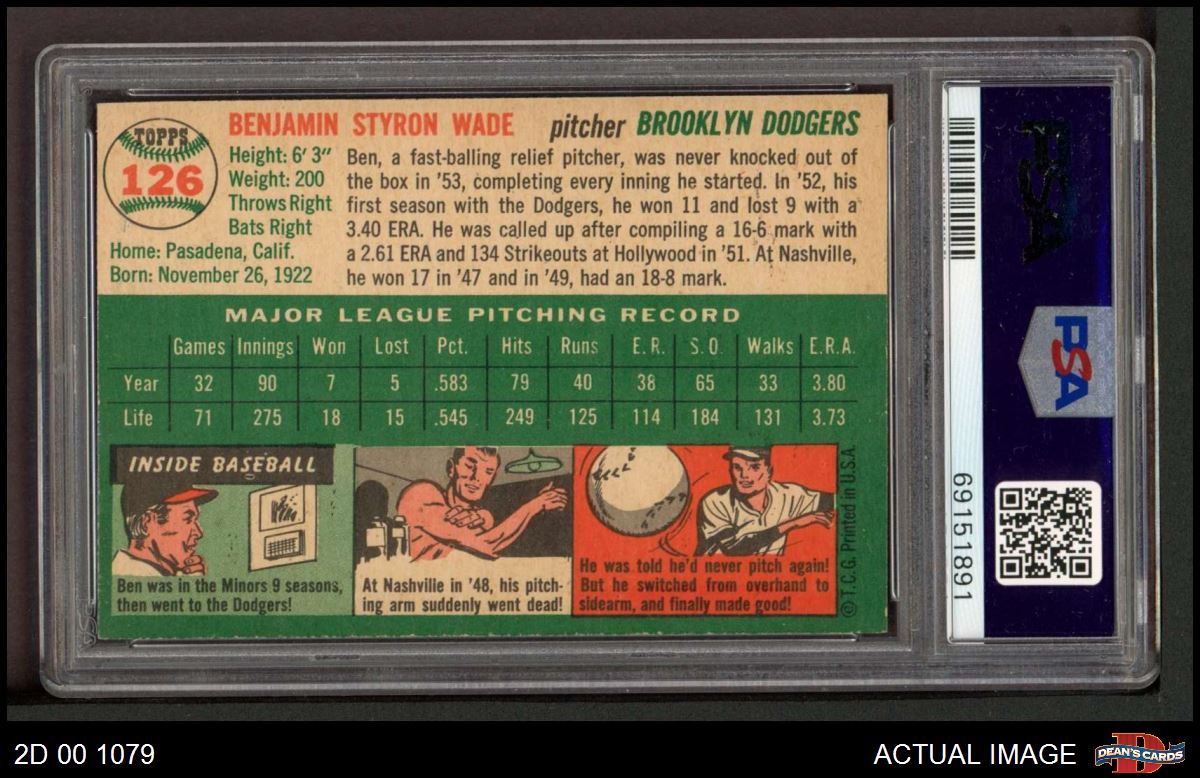 TOPPS
126
BENJAMIN STYRON WADE pitcher BROOKLYN DODGERS
Height: 6' 3"
Weight: 200
Throws Right
Bats Right
Home: Pasadena, Calif.
Born: November 26, 1922
Ben, a fast-balling relief pitcher, was never knocked out of
the box in '53, completing every inning he started. In '52, his
first season with the Dodgers, he won 11 and lost 9 with a
3.40 ERA. He was called up after compiling a 16-6 mark with
a 2.61 ERA and 134 Strikeouts at Hollywood in '51. At Nashville,
he won 17 in '47 and in '49, had an 18-8 mark.
MAJOR LEAGUE PITCHING RECORD
Games Innings Won Lost Pct. Hits Runs E.R. S.O. Walks E.R.A.
Year 32 90 7 5 .583 79 40 38 65 33 3.80
Life 71 275 18 15 .545 249 125 114 184 131 3.73
INSIDE BASEBALL
Ben was in the Minors 9 seasons,
then went to the Dodgers!
At Nashville in '48, his pitch-
ing arm suddenly went dead!
He was told he'd never pitch again!
But he switched from overhand to
sidearm, and finally made good!
© T.C.G. Printed in U.S.A.
PSA
PSA
69151891
2D 00 1079
ACTUAL IMAGE
DEAN'S CARDS